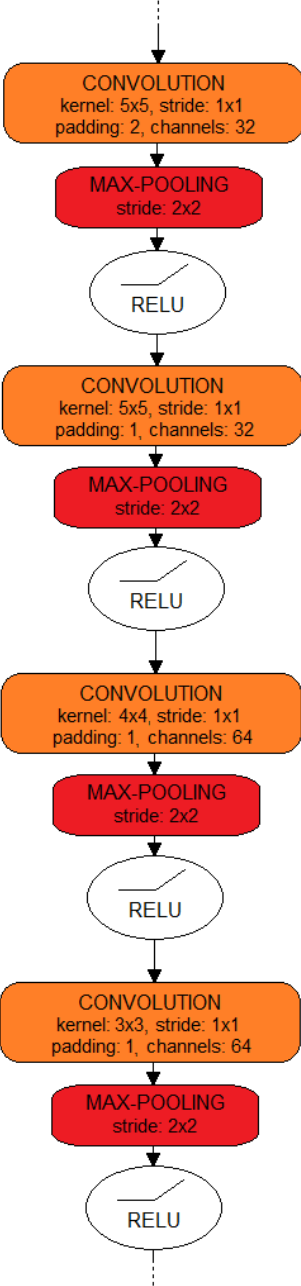 CONVOLUTION
kernel: 5x5, stride: 1x1
padding: 2, channels: 32
MAX-POOLING
stride: 2x2
RELU
CONVOLUTION
kernel: 5x5, stride: 1x1
padding: 1, channels: 32
MAX-POOLING
stride: 2x2
RELU
CONVOLUTION
kernel: 4x4, stride: 1x1
padding: 1, channels: 64
MAX-POOLING
stride: 2x2
RELU
CONVOLUTION
kernel: 3x3, stride: 1x1
padding: 1, channels: 64
MAX-POOLING
stride: 2x2
RELU